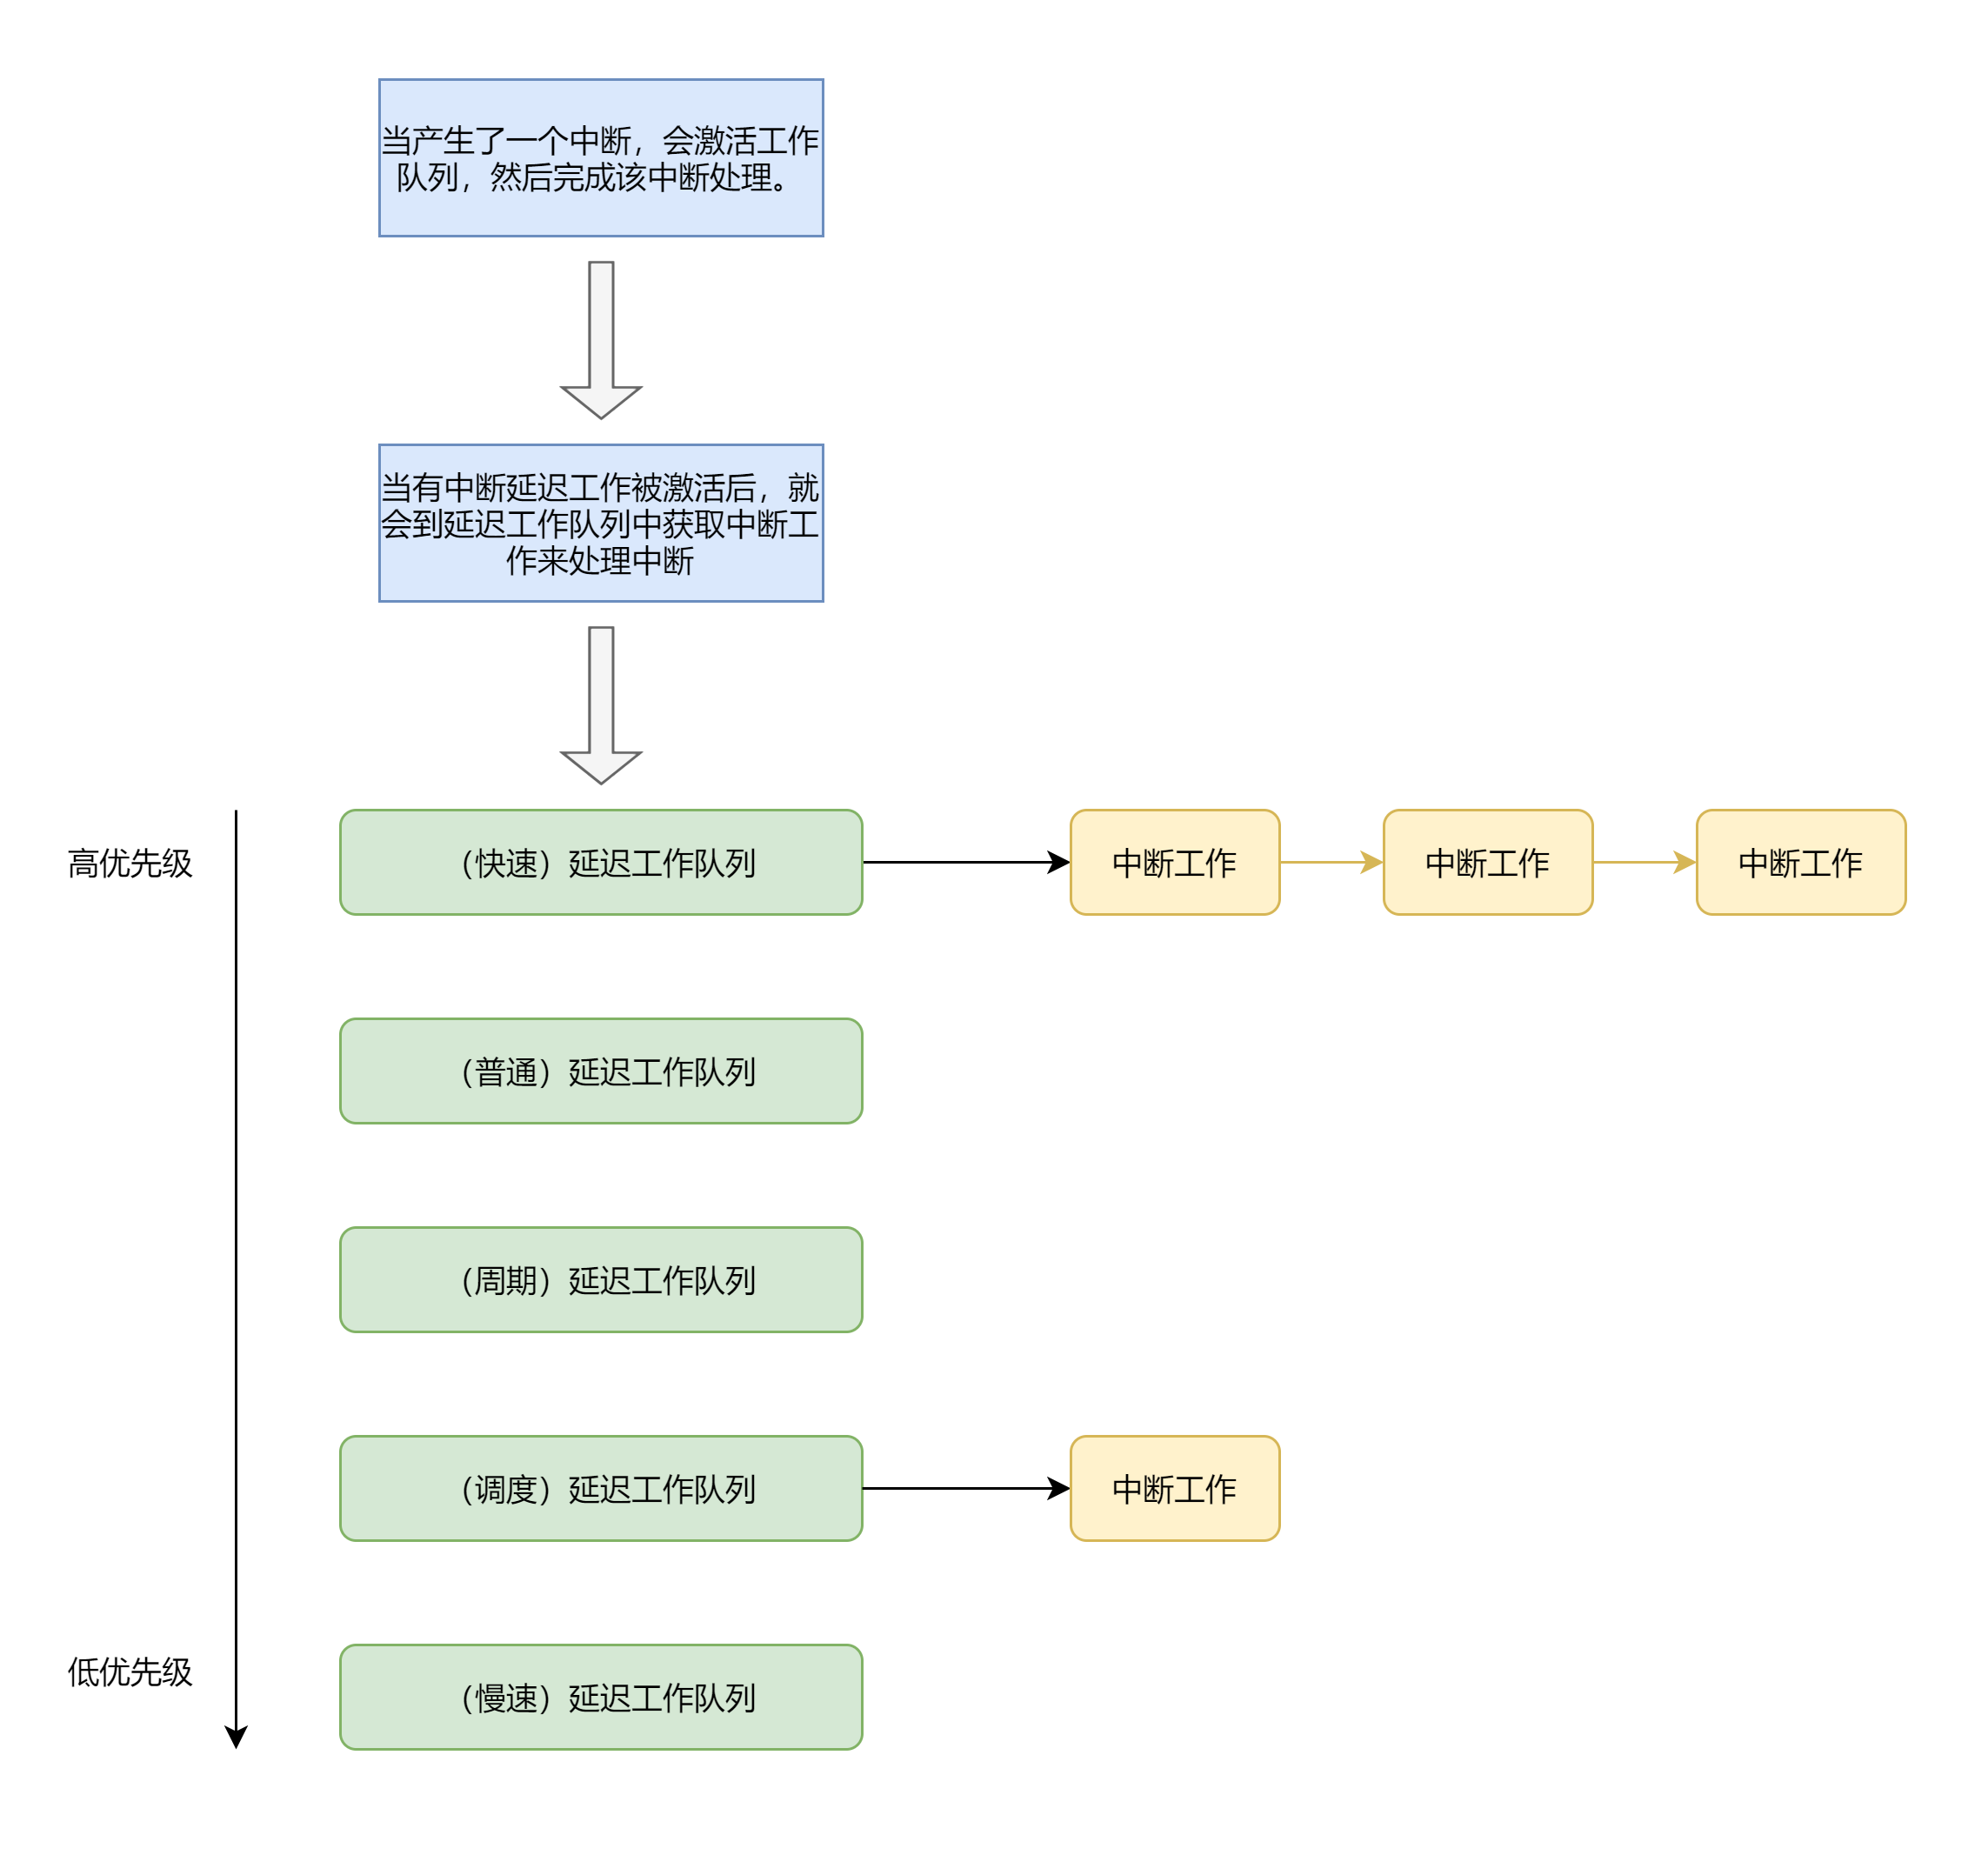 当产生了一个中断，会激活工作
队列，然后完成该中断处理。
当有中断延迟工作被激活后，就
会到延迟工作队列中获取中断工
作来处理中断
高优先级
（快速）延迟工作队列
中断工作
中断工作
中断工作
（普通）延迟工作队列
（周期）延迟工作队列
（调度）延迟工作队列
中断工作
低优先级
（慢速）延迟工作队列